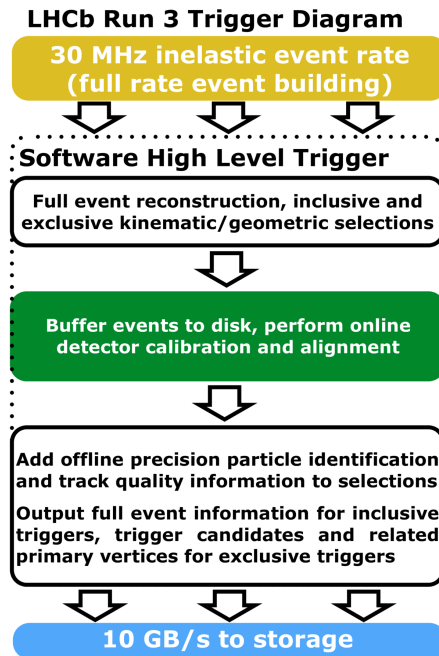 LHCb Run 3 Trigger Diagram
30 MHz inelastic event rate
(full rate event building)
Software High Level Trigger
Full event reconstruction, inclusive and
exclusive kinematic/geometric selections
Buffer events to disk, perform online
detector calibration and alignment
Add offline precision particle identification
and track quality information to selections
Output full event information for inclusive
triggers, trigger candidates and related
primary vertices for exclusive triggers
10 GB/s to storage